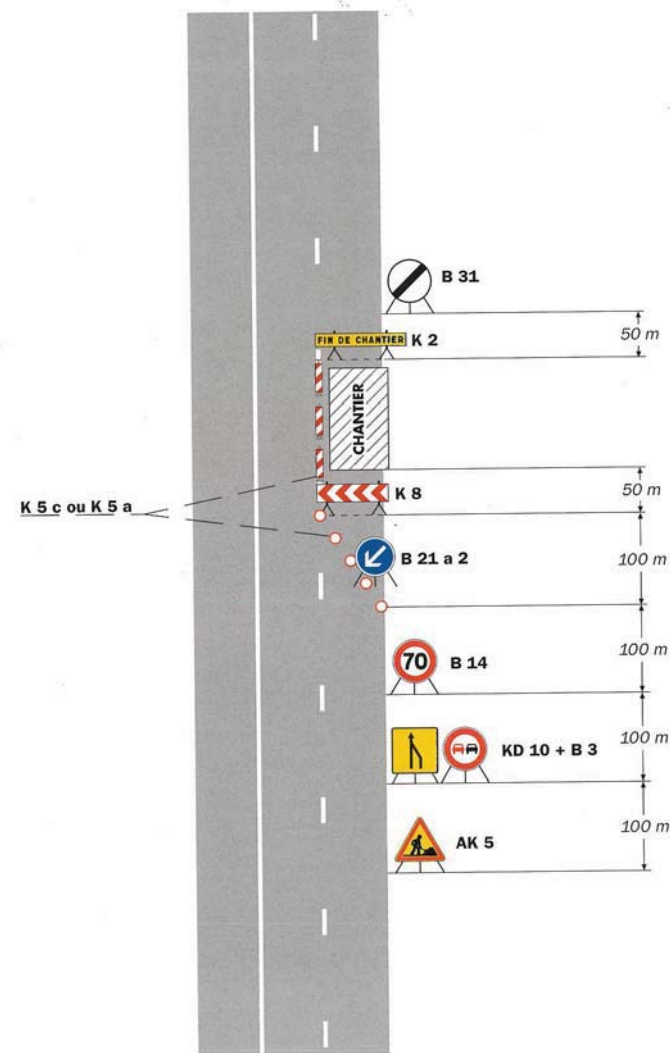 B 31
50 m
FIN DE CHANTIER K 2
CHANTIER
K 8
50 m
K 5 c ou K 5 a
B 21 a 2
100 m
100 m
70 B 14
100 m
KD 10 + B 3
100 m
AK 5